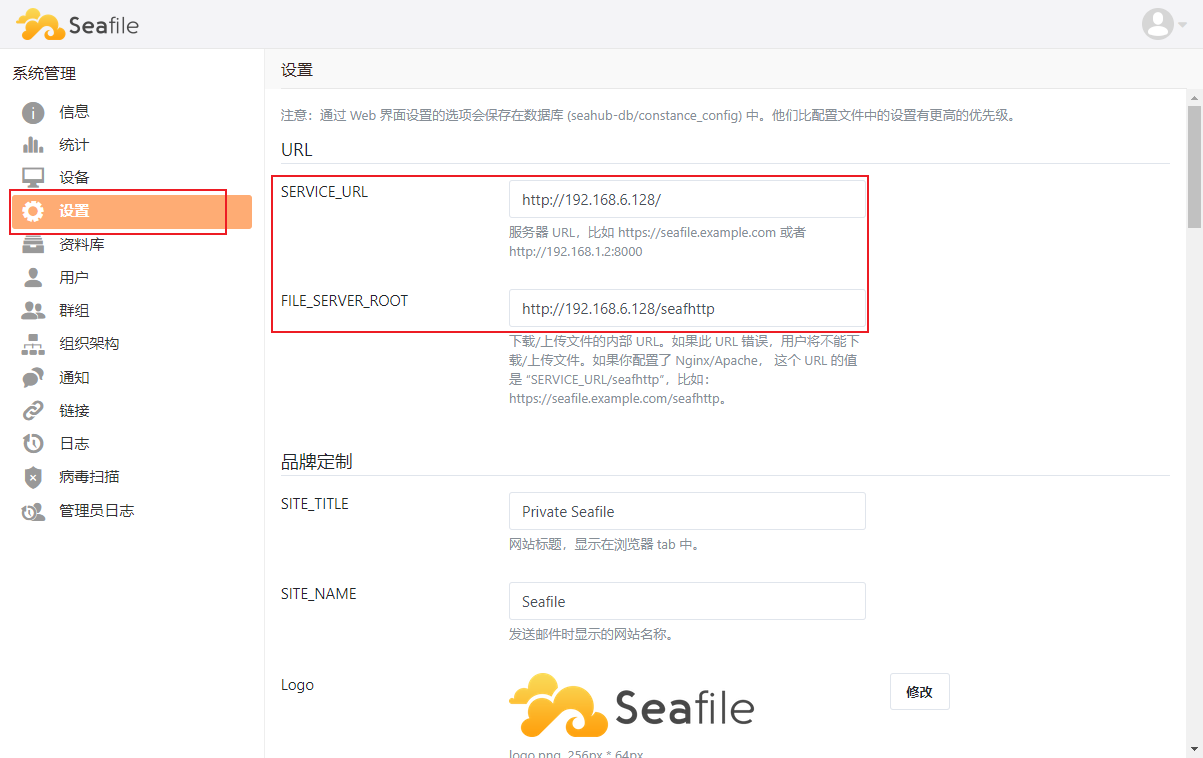 Seafile
系统管理
信息
统计
设备
设置
资料库
用户
群组
组织架构
通知
链接
日志
病毒扫描
管理员日志
设置
注意：通过 Web 界面设置的选项会保存在数据库 (seahub-db/constance_config) 中。他们比配置文件中的设置有更高的优先级。
URL
SERVICE_URL
http://192.168.6.128/
服务器 URL，比如 https://seafile.example.com 或者
http://192.168.1.2:8000
FILE_SERVER_ROOT
http://192.168.6.128/seafhttp
下载/上传文件的内部 URL。如果此 URL 错误，用户将不能下
载/上传文件。如果你配置了 Nginx/Apache， 这个 URL 的值
是 “SERVICE_URL/seafhttp”，比如：
https://seafile.example.com/seafhttp。
品牌定制
SITE_TITLE
Private Seafile
网站标题，显示在浏览器 tab 中。
SITE_NAME
Seafile
发送邮件时显示的网站名称。
Logo
Seafile
修改
logo.png, 256px * 64px